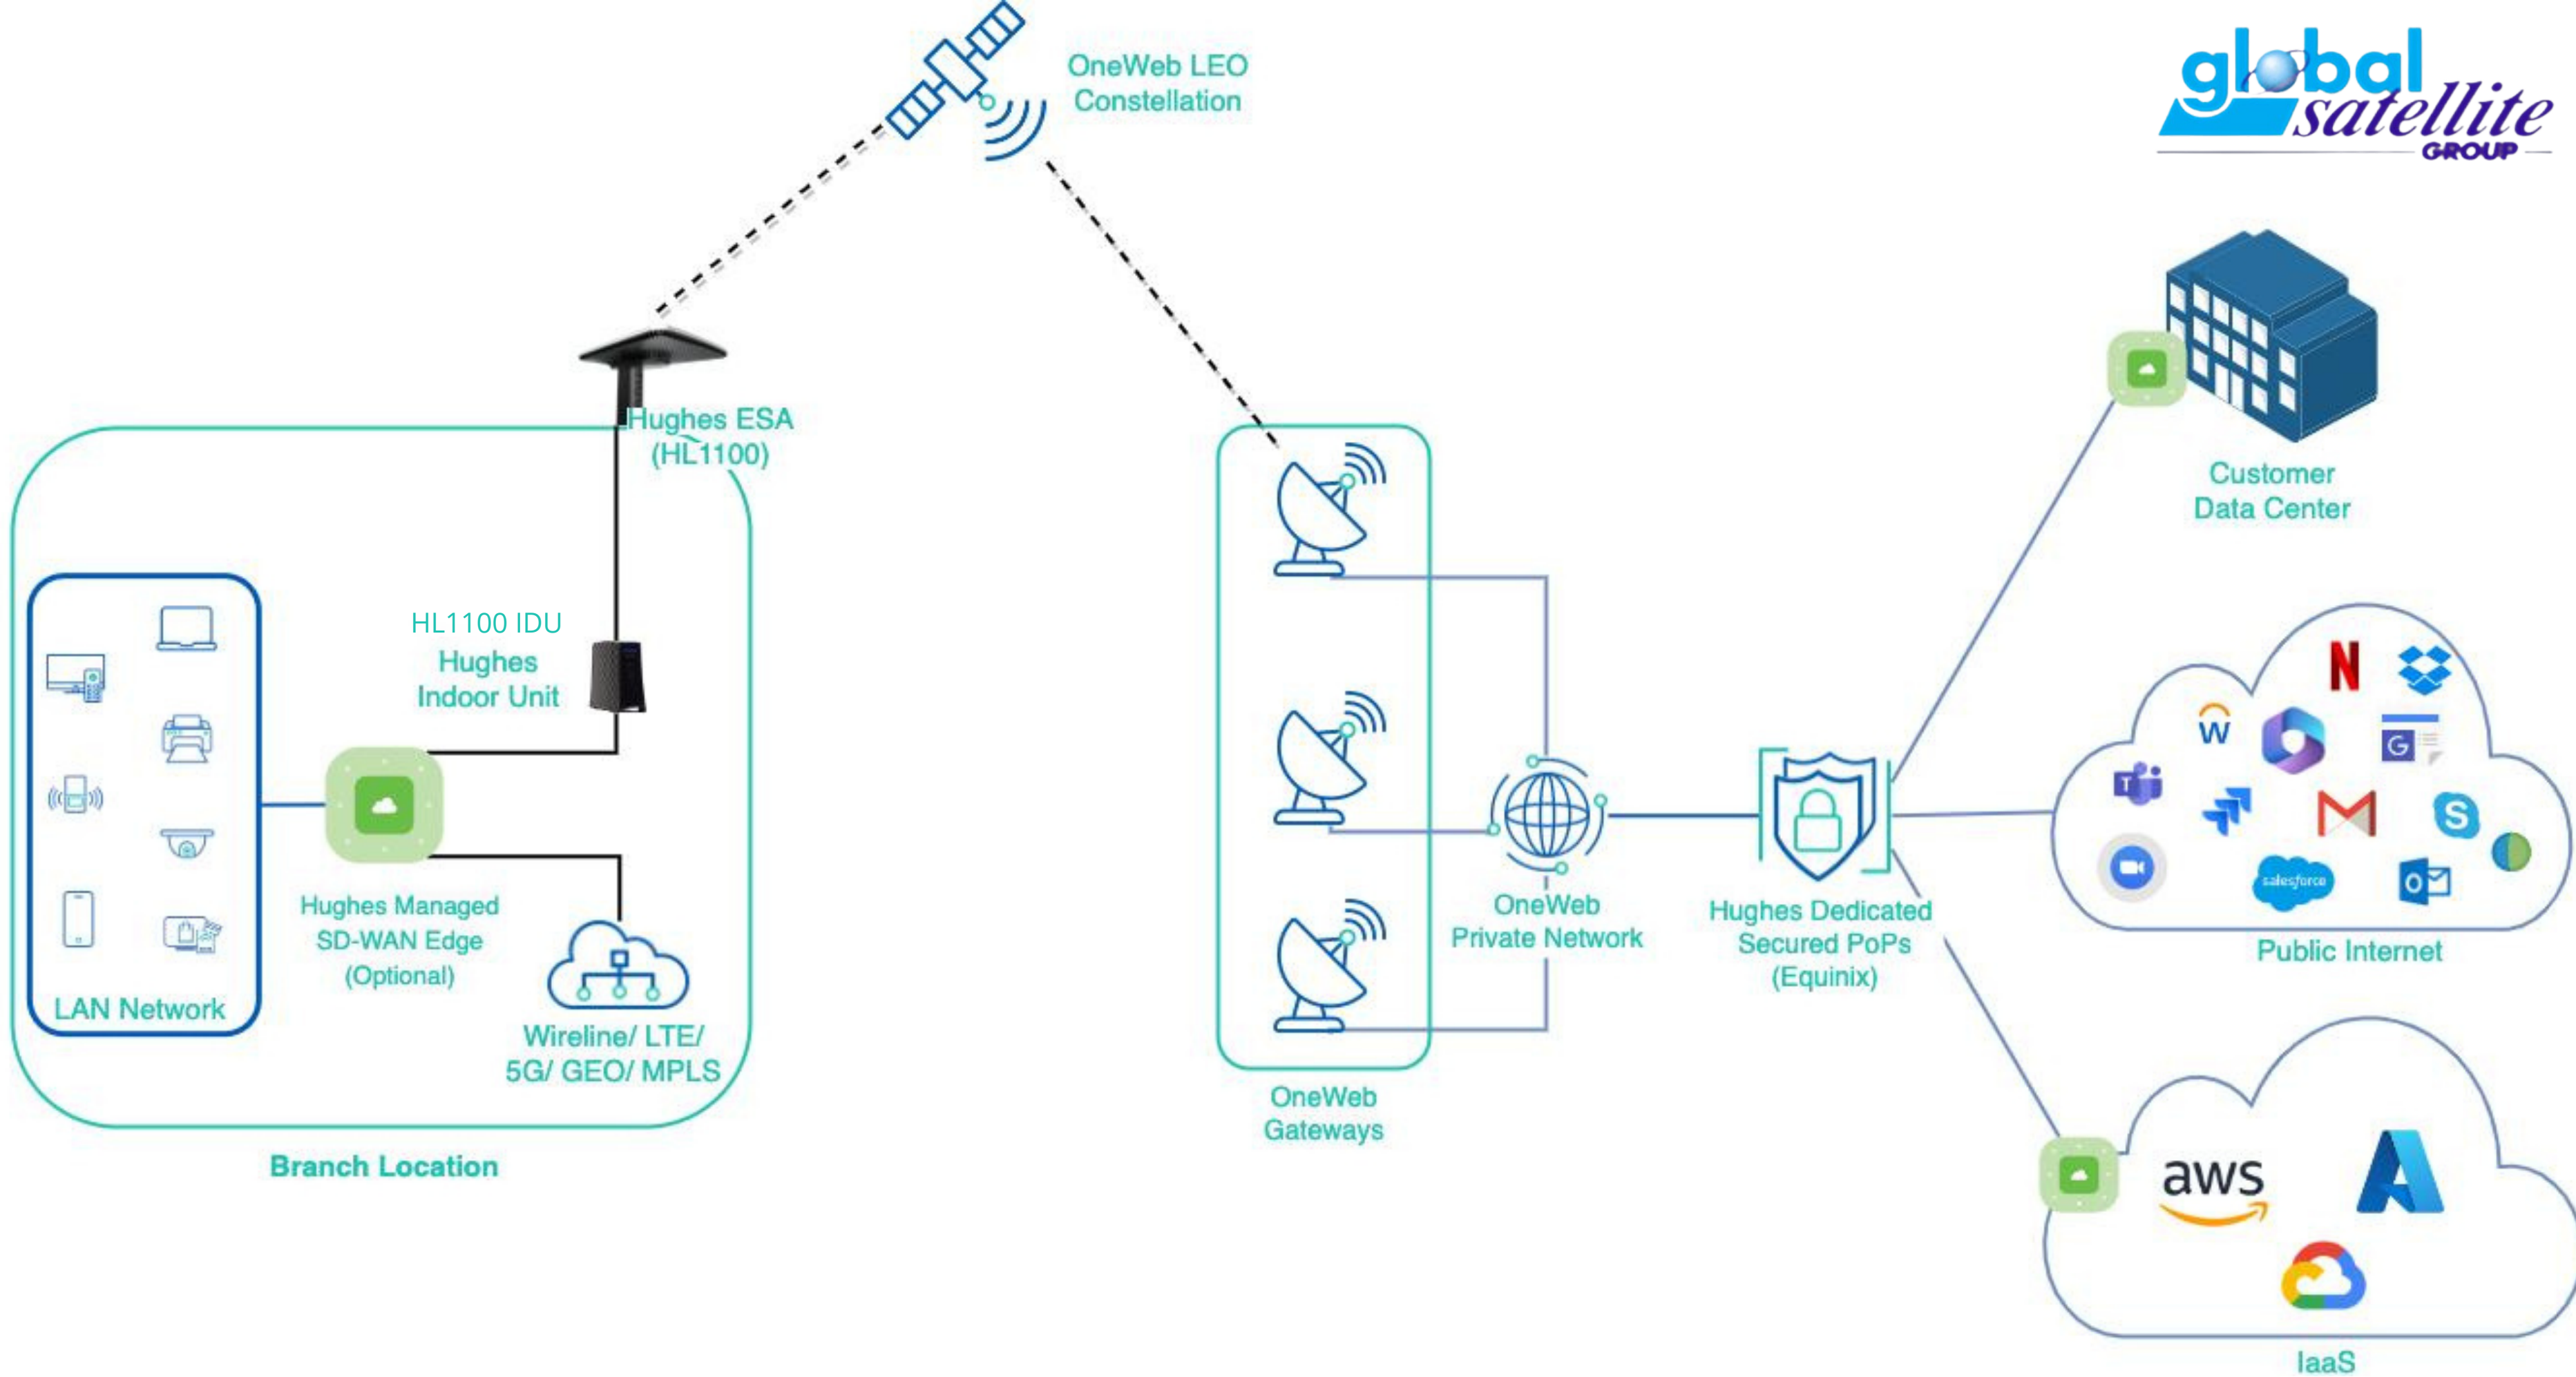 OneWeb LEO
Constellation
global
satellite
GROUP
Hughes ESA
(HL1100)
HL1100 IDU
Hughes
Indoor Unit
Hughes Managed
SD-WAN Edge
(Optional)
LAN Network
Wireline/ LTE/
5G/ GEO/ MPLS
Branch Location
OneWeb
Gateways
OneWeb
Private Network
Hughes Dedicated
Secured PoPs
(Equinix)
Customer
Data Center
N
W
G
T
S
salesforce
O
Public Internet
aws
IaaS